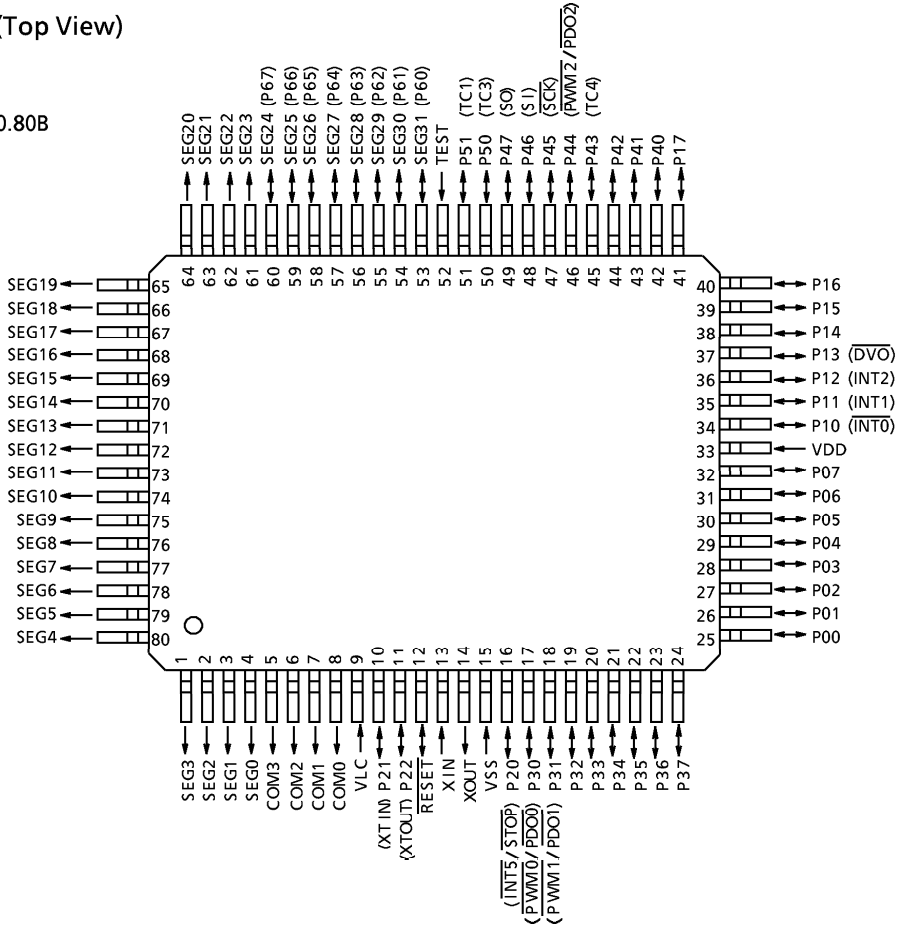 (Top View)
0.80B
SEG20
SEG21
SEG22
SEG23
SEG24 (P67)
SEG25 (P66)
SEG26 (P65)
SEG27 (P64)
SEG28 (P63)
SEG29 (P62)
SEG30 (P61)
SEG31 (P60)
TEST
P51 (TC1)
P50 (TC3)
P47 (SO)
P46 (SI)
P45 (SCK)
P44 (PWM2/PDO2)
P43 (TC4)
P42
P41
P40
P17
64 63 62 61 60 59 58 57 56 55 54 53 52 51 50 49 48 47 46 45 44 43 42 41
SEG19 65
SEG18 66
SEG17 67
SEG16 68
SEG15 69
SEG14 70
SEG13 71
SEG12 72
SEG11 73
SEG10 74
SEG9 75
SEG8 76
SEG7 77
SEG6 78
SEG5 79
SEG4 80
40 P16
39 P15
38 P14
37 P13 (DVO)
36 P12 (INT2)
35 P11 (INT1)
34 P10 (INT0)
33 VDD
32 P07
31 P06
30 P05
29 P04
28 P03
27 P02
26 P01
25 P00
1 2 3 4 5 6 7 8 9 10 11 12 13 14 15 16 17 18 19 20 21 22 23 24
SEG3
SEG2
SEG1
SEG0
COM3
COM2
COM1
COM0
VLC
(XTIN) P21
(XTOUT) P22
RESET
XIN
XOUT
VSS
(INT5/STOP) P20
(PWM0/PDO0) P30
(PWM1/PDO1) P31
P32
P33
P34
P35
P36
P37